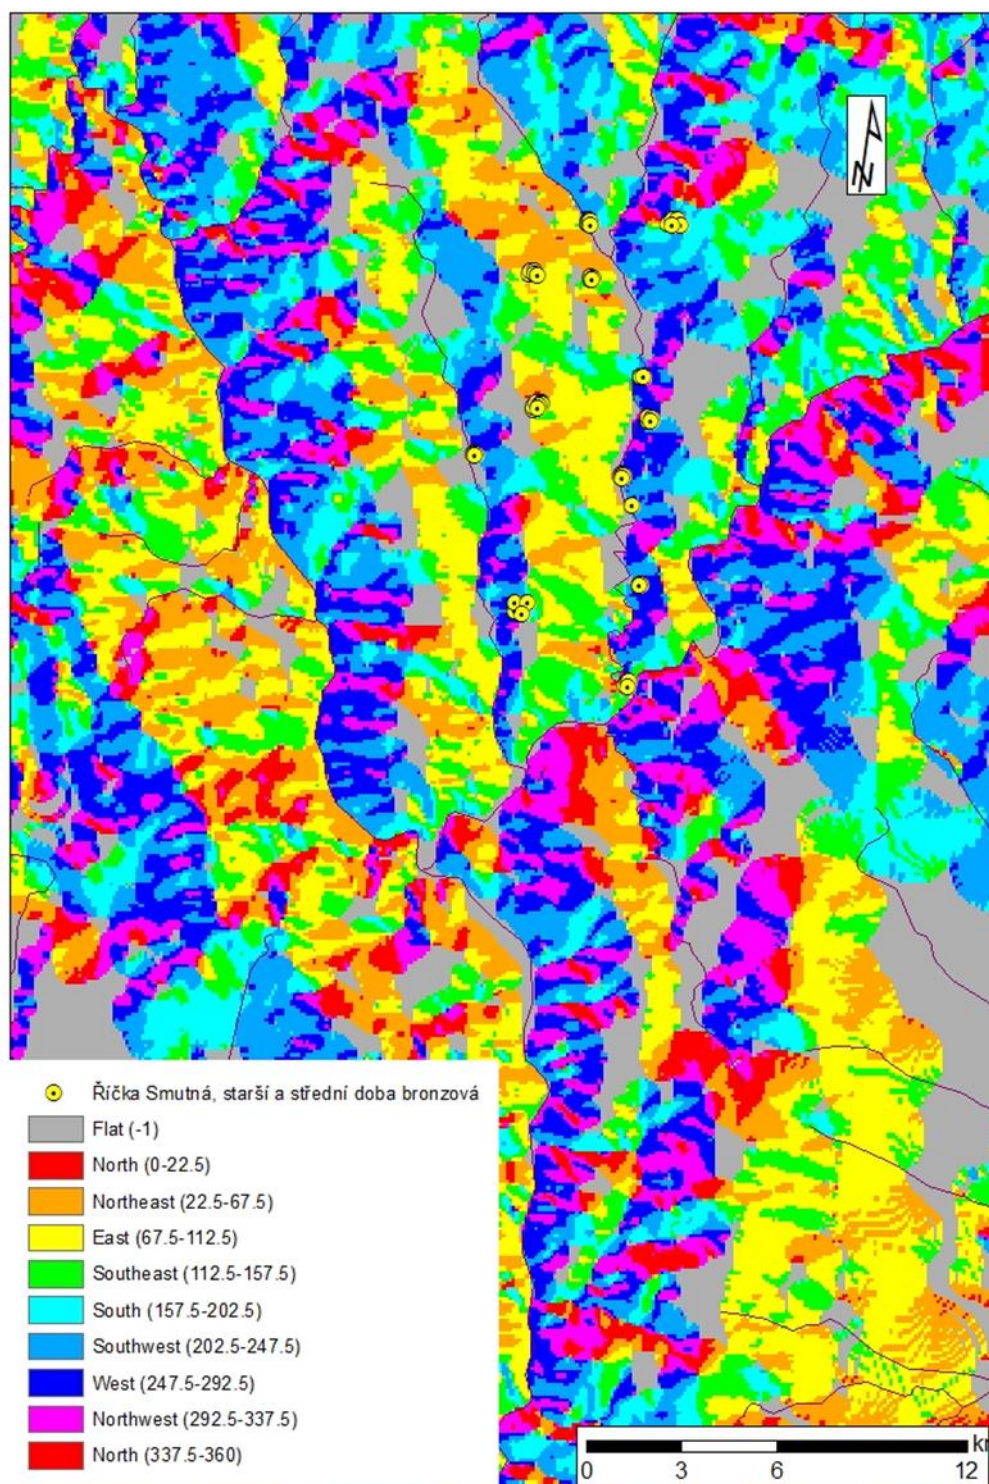 N
Říčka Smutná, starší a střední doba bronzová
Flat (-1)
North (0-22.5)
Northeast (22.5-67.5)
East (67.5-112.5)
Southeast (112.5-157.5)
South (157.5-202.5)
Southwest (202.5-247.5)
West (247.5-292.5)
Northwest (292.5-337.5)
North (337.5-360)
km
0 3 6 12